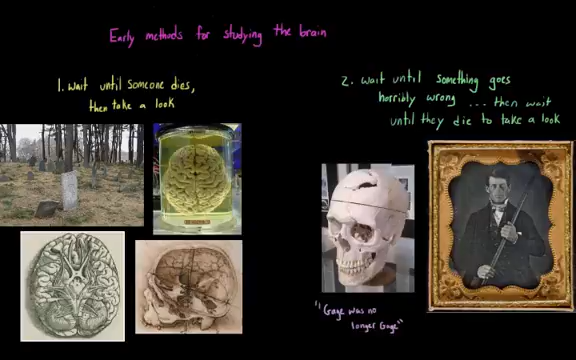 Early methods for studying the brain
1. wait until someone dies,
then take a look
2. wait until something goes
horribly wrong ... then wait
until they die to take a look
"Gage was no
longer Gage"